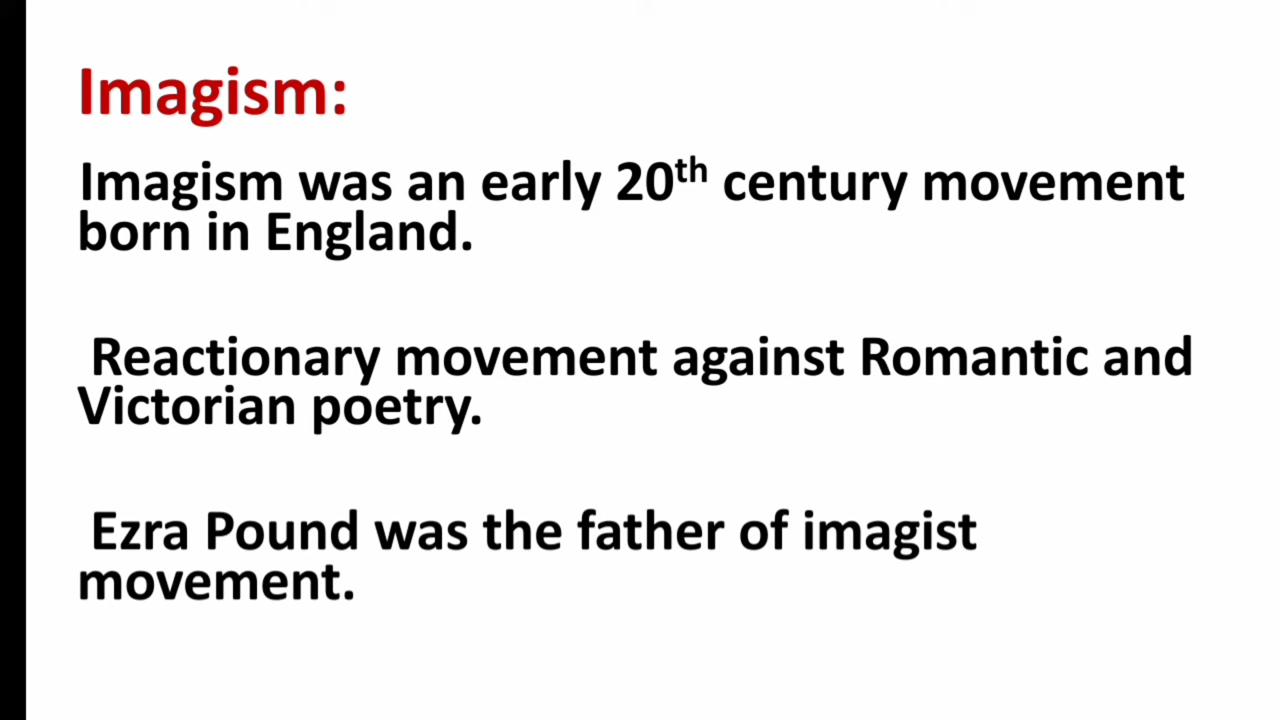 Imagism:
Imagism was an early 20th century movement
born in England.
Reactionary movement against Romantic and
Victorian poetry.
Ezra Pound was the father of imagist
movement.